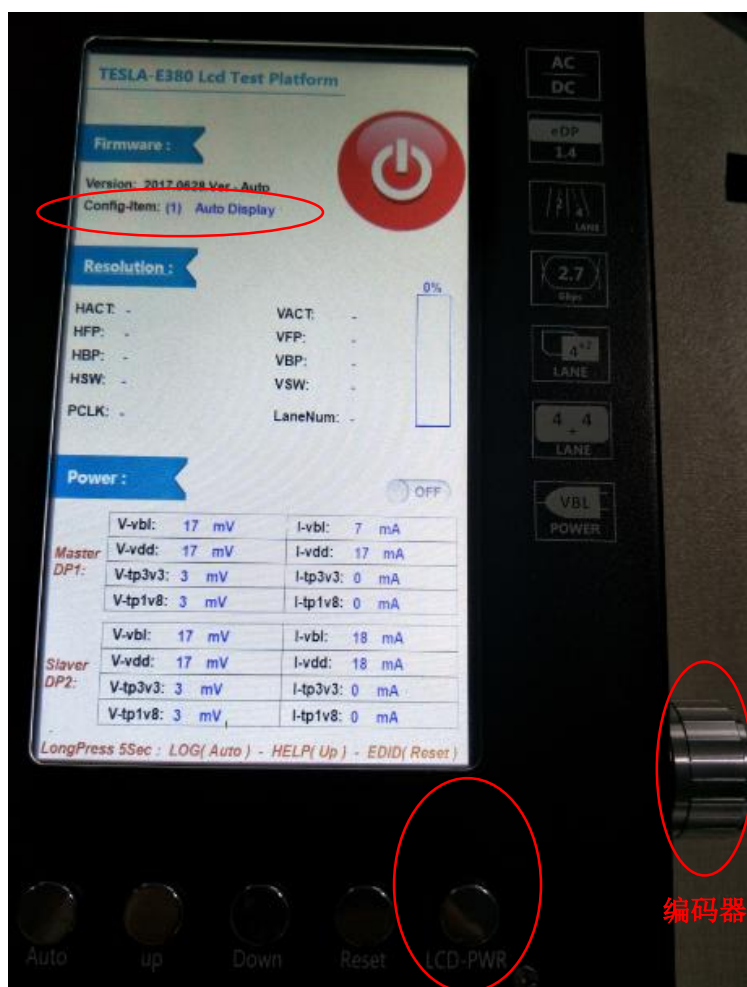 TESLA-E380 Lcd Test Platform
Firmware :
Version: 2017.0628.Ver - Auto
Config-Item: (1) Auto Display
Resolution :
0%
HACT: - VACT: -
HFP: - VFP: -
HBP: - VBP: -
HSW: - VSW: -
PCLK: - LaneNum: -
Power :
OFF
Master DP1:
V-vbl: 17 mV I-vbl: 7 mA
V-vdd: 17 mV I-vdd: 17 mA
V-tp3v3: 3 mV I-tp3v3: 0 mA
V-tp1v8: 3 mV I-tp1v8: 0 mA
Slaver DP2:
V-vbl: 17 mV I-vbl: 18 mA
V-vdd: 17 mV I-vdd: 18 mA
V-tp3v3: 3 mV I-tp3v3: 0 mA
V-tp1v8: 3 mV I-tp1v8: 0 mA
LongPress 5Sec : LOG( Auto ) - HELP( Up ) - EDID( Reset )
AC
DC
eDP
1.4
2 4
LANE
2.7
Gbps
4×2
LANE
4 + 4
LANE
VBL
POWER
编码器
Auto up Down Reset LCD-PWR